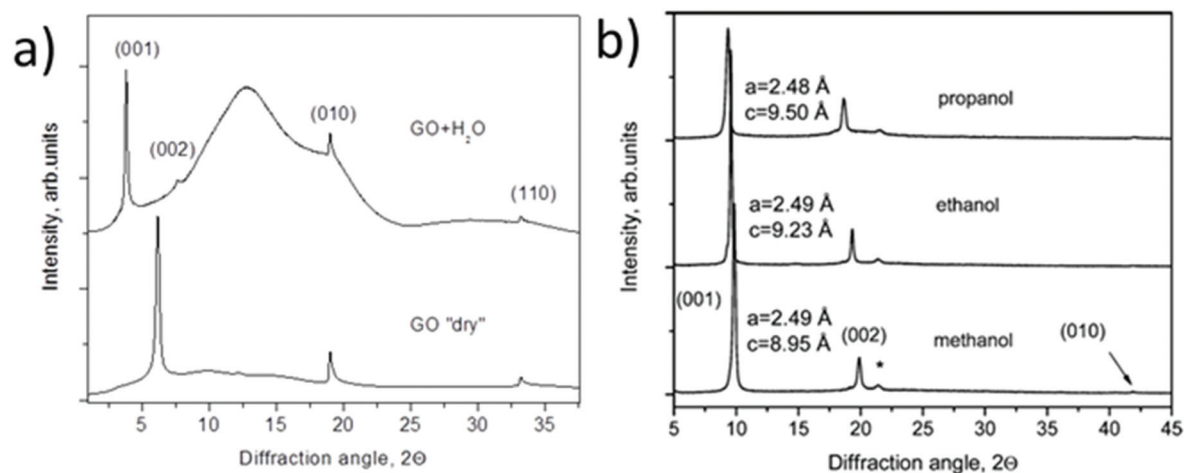 a)
Intensity, arb.units
(001)
(002)
(010)
(110)
GO+H₂O
GO "dry"
5 10 15 20 25 30 35
Diffraction angle, 2Θ
b)
Intensity, arb.units
a=2.48 Å
c=9.50 Å
propanol
a=2.49 Å
c=9.23 Å
ethanol
(001)
a=2.49 Å
c=8.95 Å
(002)
*
methanol
(010)
5 10 15 20 25 30 35 40 45
Diffraction angle, 2Θ